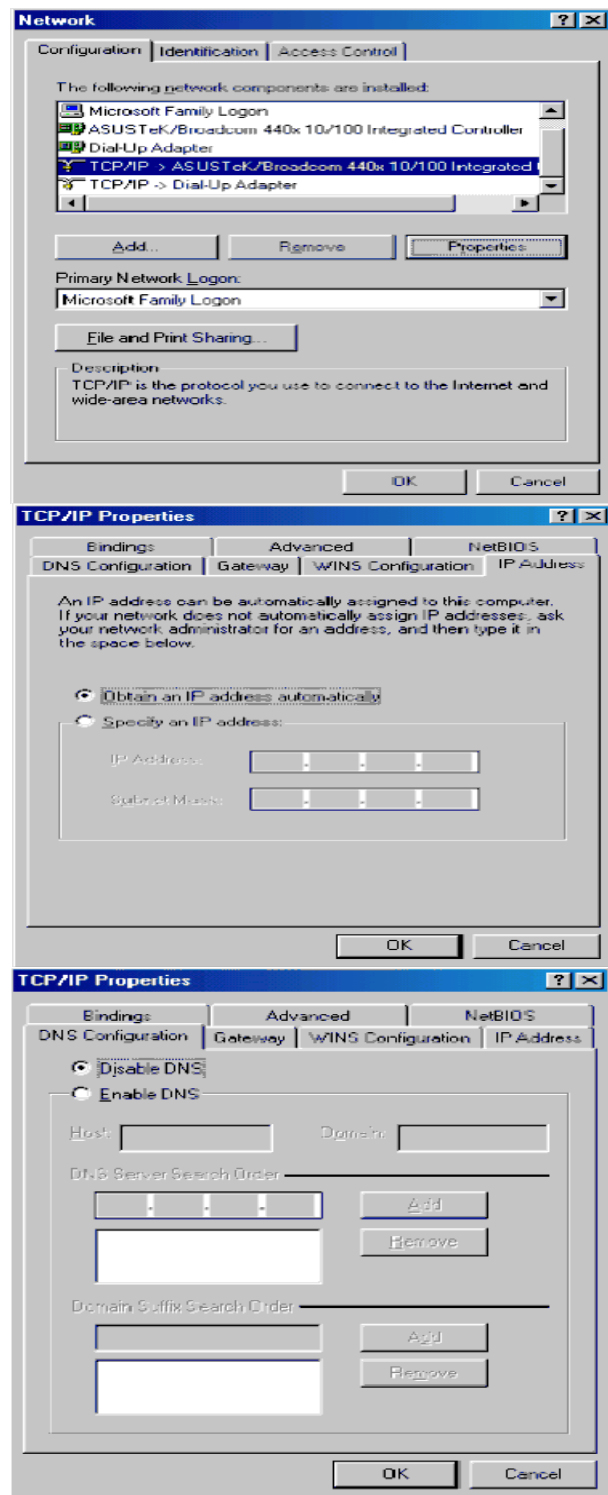 Network
Configuration Identification Access Control
The following network components are installed:
Microsoft Family Logon
ASUSTeK/Broadcom 440x 10/100 Integrated Controller
Dial-Up Adapter
TCP/IP > ASUSTeK/Broadcom 440x 10/100 Integrated
TCP/IP -> Dial-Up Adapter
Add... Remove Properties
Primary Network Logon:
Microsoft Family Logon
File and Print Sharing...
Description
TCP/IP is the protocol you use to connect to the Internet and
wide-area networks.
OK Cancel
TCP/IP Properties
Bindings Advanced NetBIOS
DNS Configuration Gateway WINS Configuration IP Address
An IP address can be automatically assigned to this computer.
If your network does not automatically assign IP addresses, ask
your network administrator for an address, and then type it in
the space below.
Obtain an IP address automatically
Specify an IP address:
IP Address:
Subnet Mask:
OK Cancel
TCP/IP Properties
Bindings Advanced NetBIOS
DNS Configuration Gateway WINS Configuration IP Address
Disable DNS
Enable DNS
Host: Domain:
DNS Server Search Order
Add
Remove
Domain Suffix Search Order
Add
Remove
OK Cancel